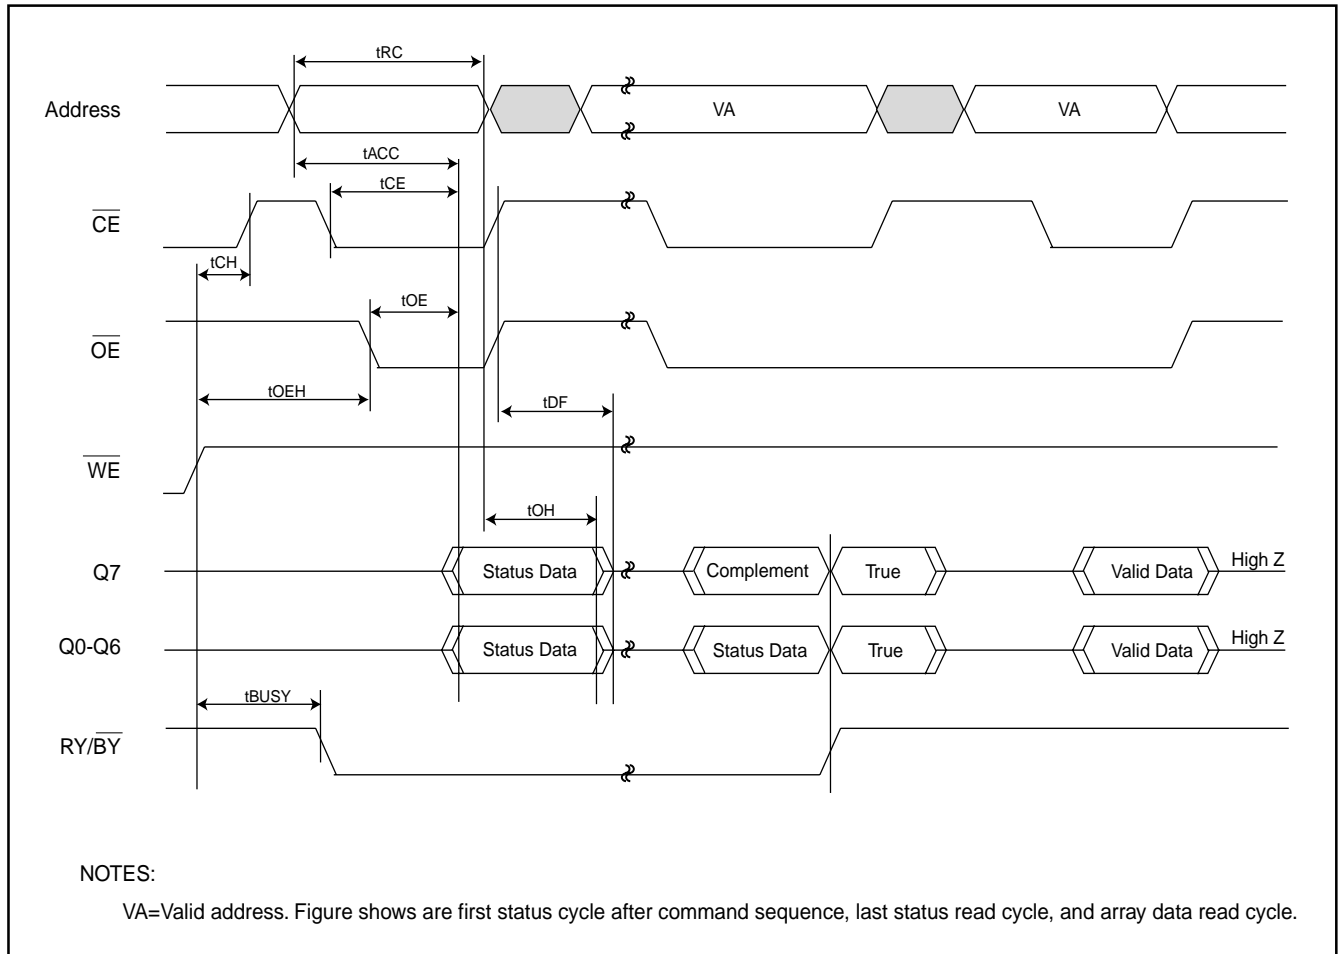 tRC
Address
VA
VA
tACC
tCE
CE
tCH
tOE
OE
tOEH
tDF
WE
tOH
Q7
Status Data
Complement
True
Valid Data
High Z
Q0-Q6
Status Data
Status Data
True
Valid Data
High Z
tBUSY
RY/BY
NOTES:
VA=Valid address. Figure shows are first status cycle after command sequence, last status read cycle, and array data read cycle.